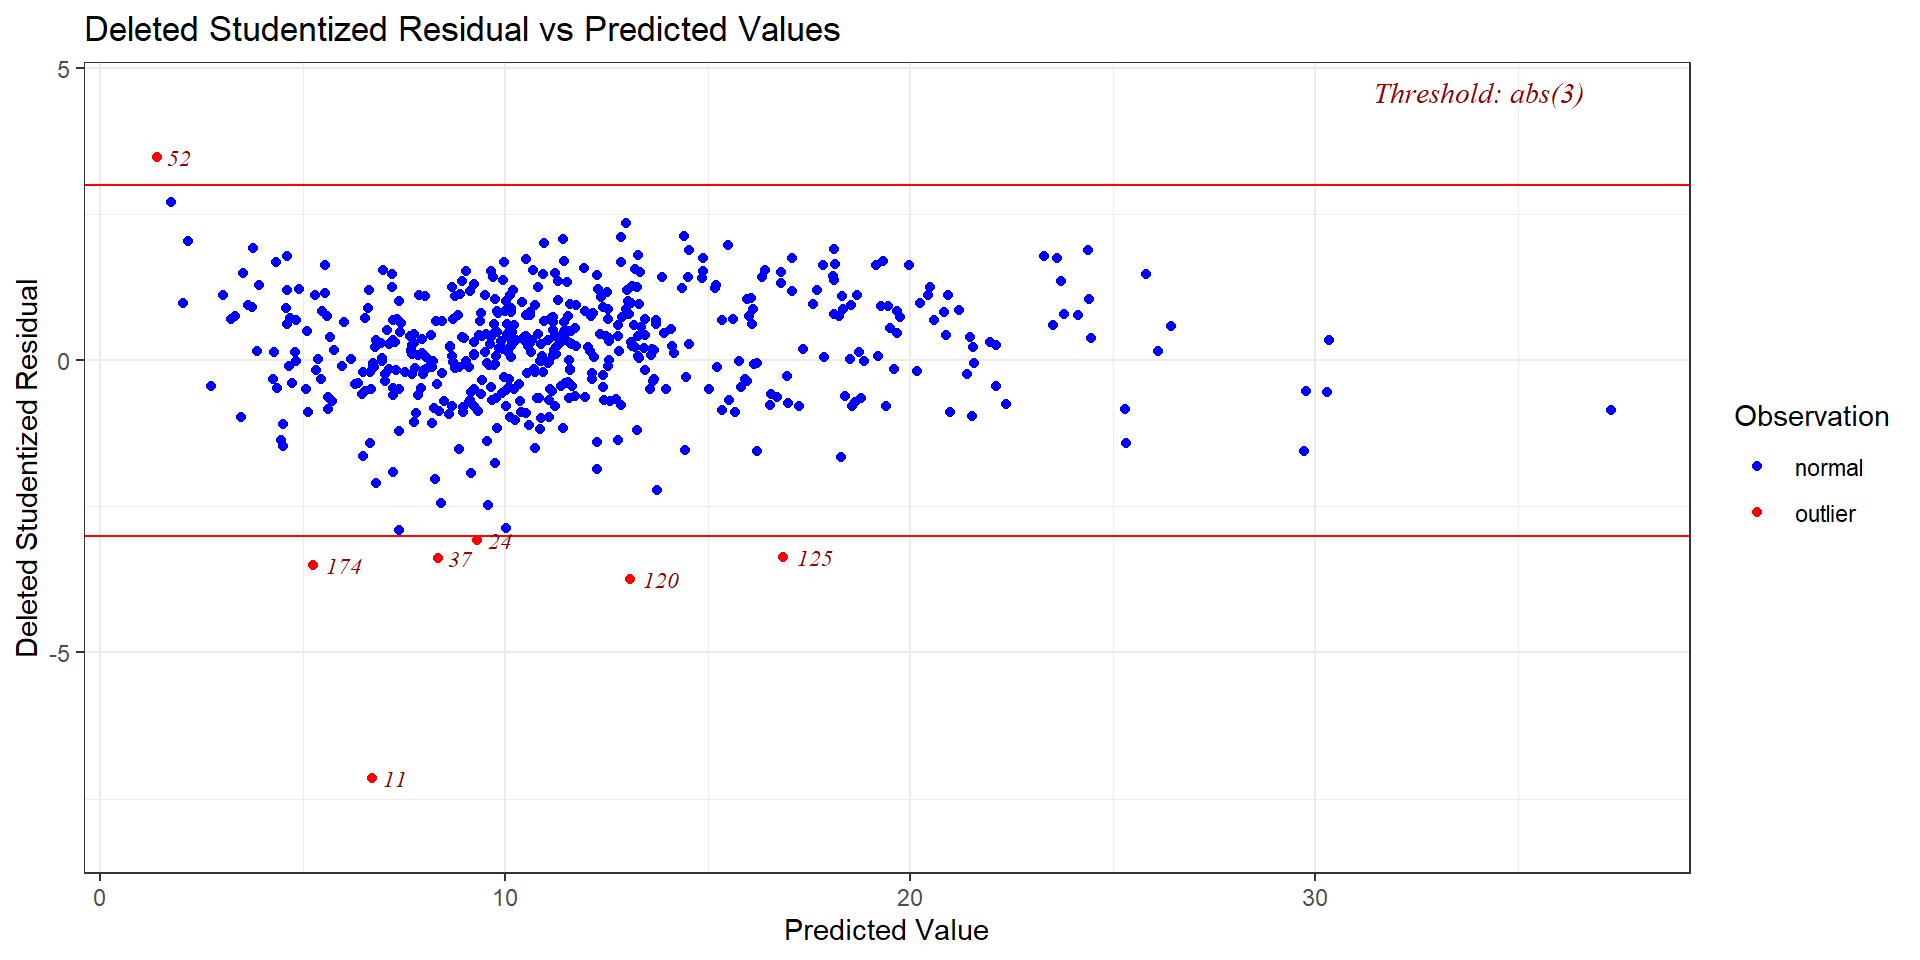 Deleted Studentized Residual vs Predicted Values
5
0
-5
Deleted Studentized Residual
Threshold: abs(3)
52
24
174
37
125
120
11
0
10
20
30
Predicted Value
Observation
normal
outlier